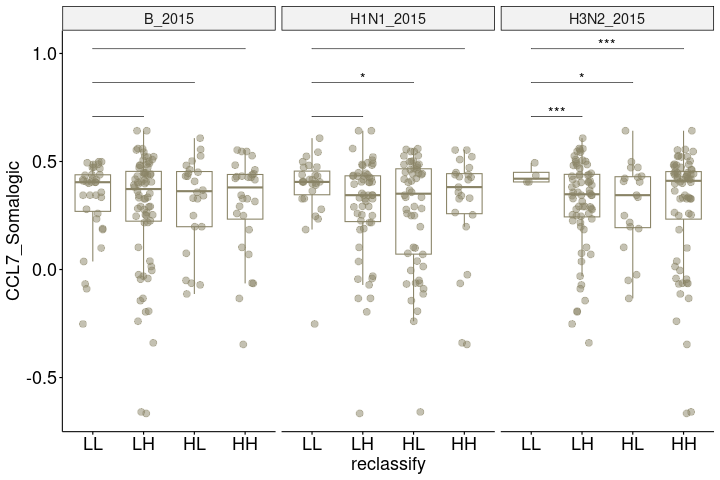 B_2015 H1N1_2015 H3N2_2015
***
* *
***
1.0
0.5
0.0
-0.5
CCL7_Somalogic
LL LH HL HH LL LH HL HH LL LH HL HH
reclassify